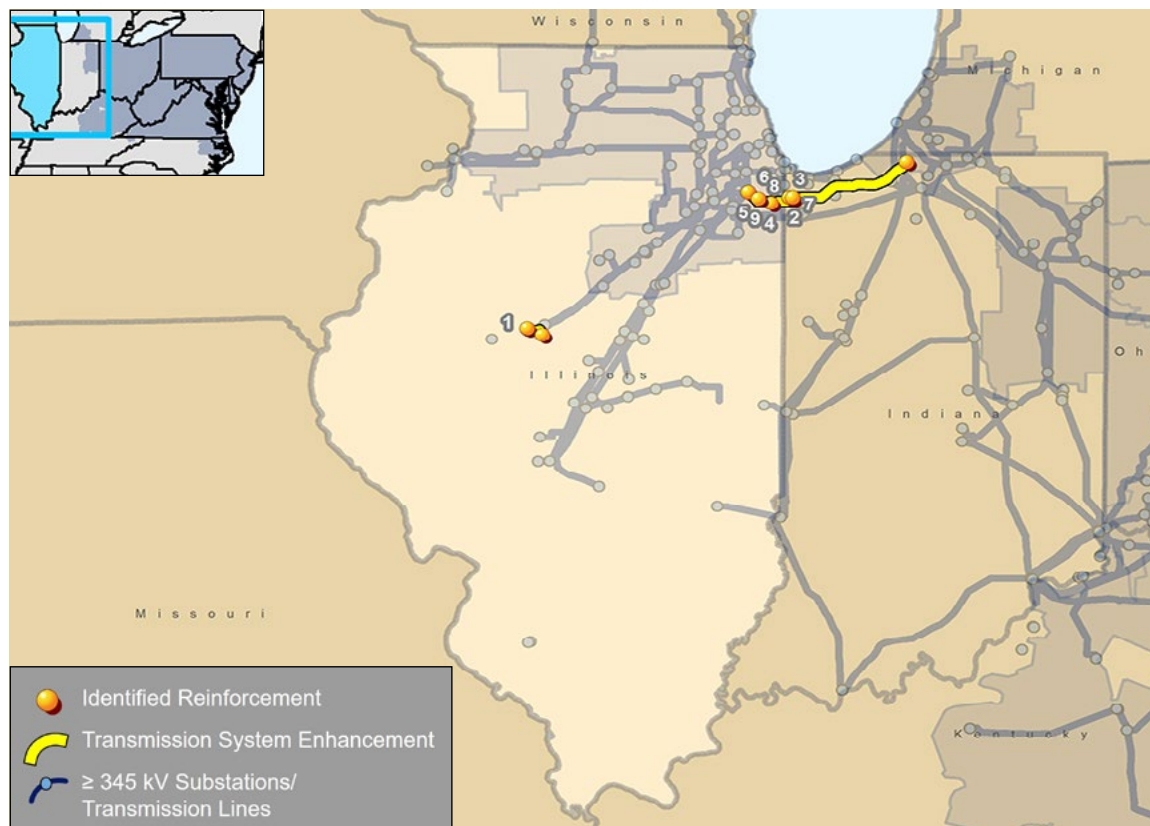 Wisconsin
Michigan
6
3
8
5
7
9
4
2
1
Illinois
Oh
Indiana
Missouri
Kentucky
Identified Reinforcement
Transmission System Enhancement
≥ 345 kV Substations/
Transmission Lines